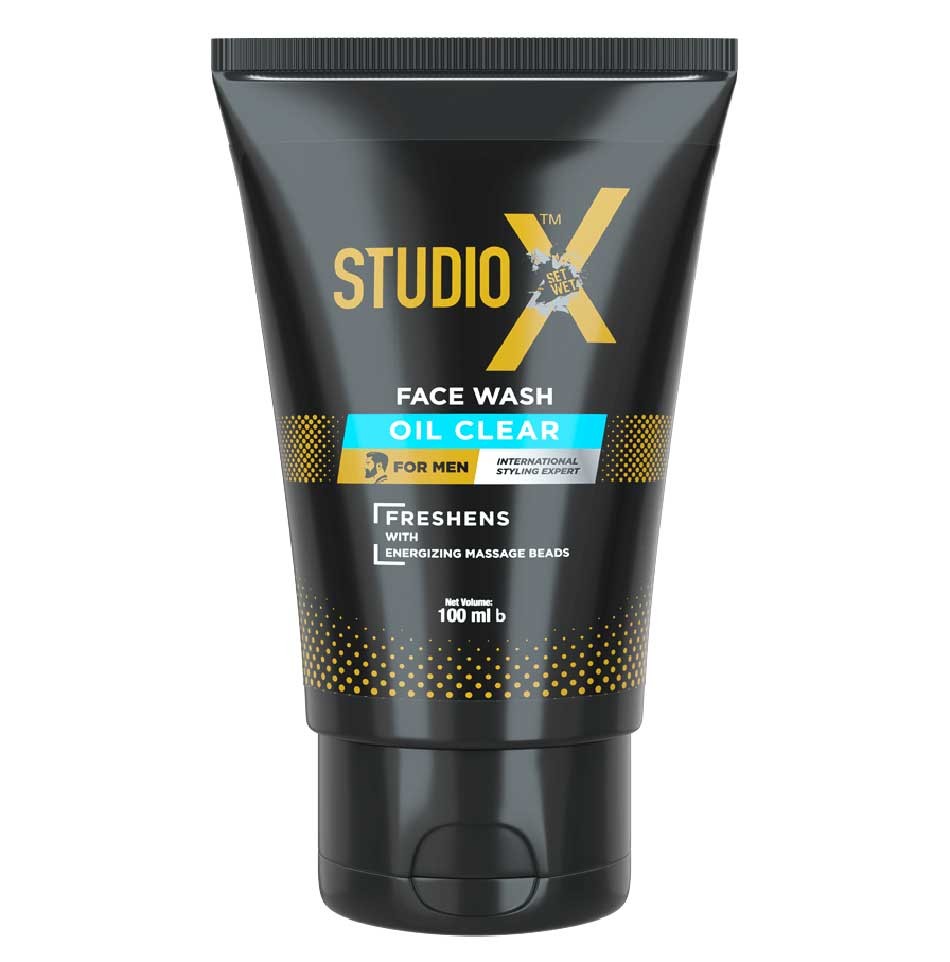 STUDIO X™
SET
WET
FACE WASH
OIL CLEAR
FOR MEN
INTERNATIONAL
STYLING EXPERT
FRESHENS
WITH
ENERGIZING MASSAGE BEADS
Net Volume:
100 ml b